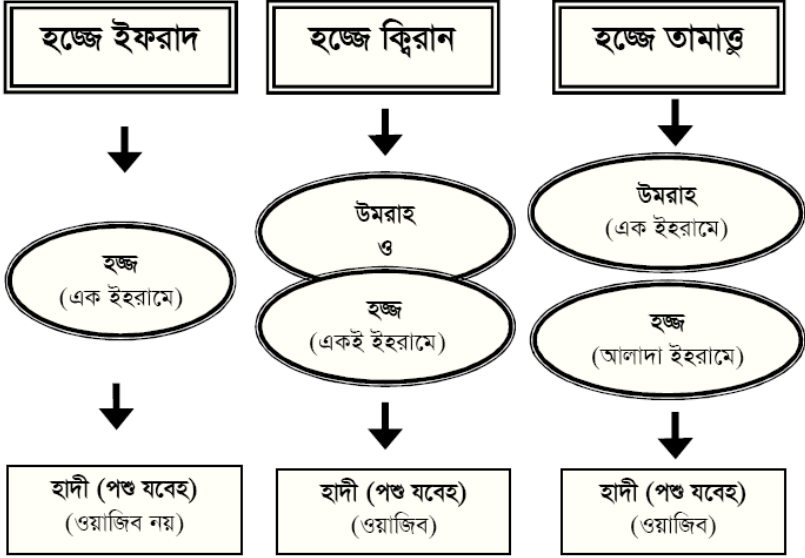 হজ্জে ইফরাদ
হজ্জ
(এক ইহরামে)
হাদী (পশু যবেহ)
(ওয়াজিব নয়)
হজ্জে ক্বিরান
উমরাহ
ও
হজ্জ
(একই ইহরামে)
হাদী (পশু যবেহ)
(ওয়াজিব)
হজ্জে তামাত্তু
উমরাহ
(এক ইহরামে)
হজ্জ
(আলাদা ইহরামে)
হাদী (পশু যবেহ)
(ওয়াজিব)